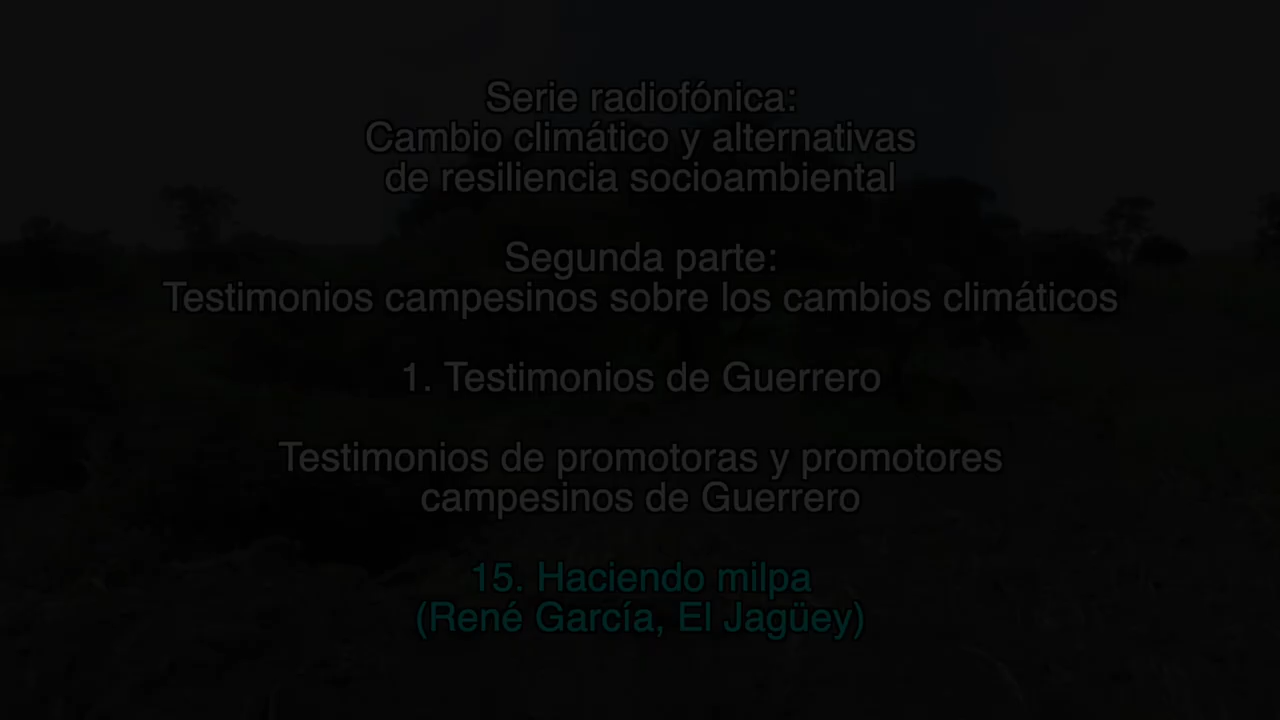 Serie radiofónica:
Cambio climático y alternativas
de resiliencia socioambiental
Segunda parte:
Testimonios campesinos sobre los cambios climáticos
1. Testimonios de Guerrero
Testimonios de promotoras y promotores
campesinos de Guerrero
15. Haciendo milpa
(René García, El Jagüey)